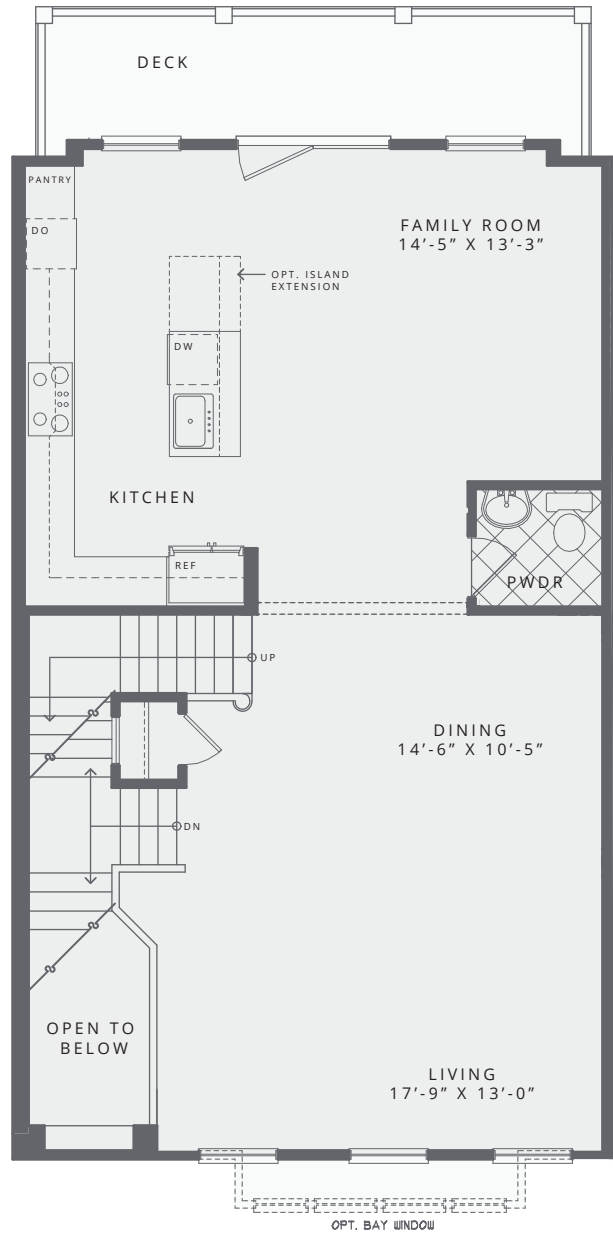 DECK
PANTRY
DO
FAMILY ROOM
14’-5” X 13’-3”
OPT. ISLAND
EXTENSION
DW
KITCHEN
REF
PWDR
UP
DINING
14’-6” X 10’-5”
DN
OPEN TO
BELOW
LIVING
17’-9” X 13’-0”
OPT. BAY WINDOW